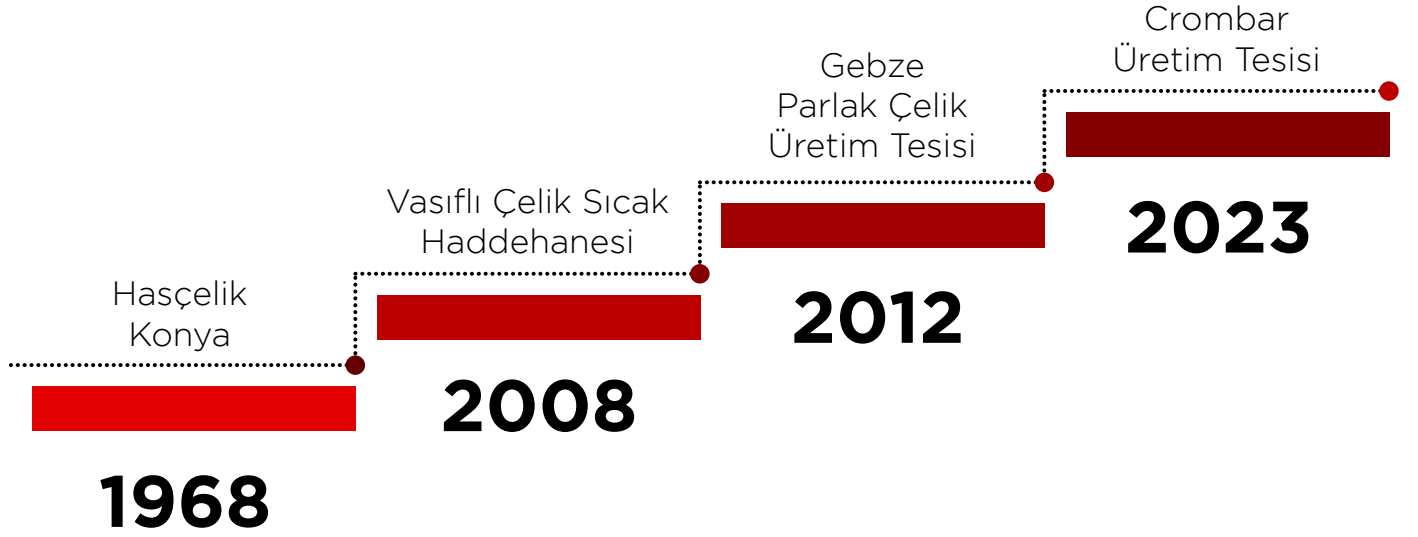 Hasçelik
Konya
1968
Vasıflı Çelik Sıcak
Haddehanesi
2008
Gebze
Parlak Çelik
Üretim Tesisi
2012
Crombar
Üretim Tesisi
2023